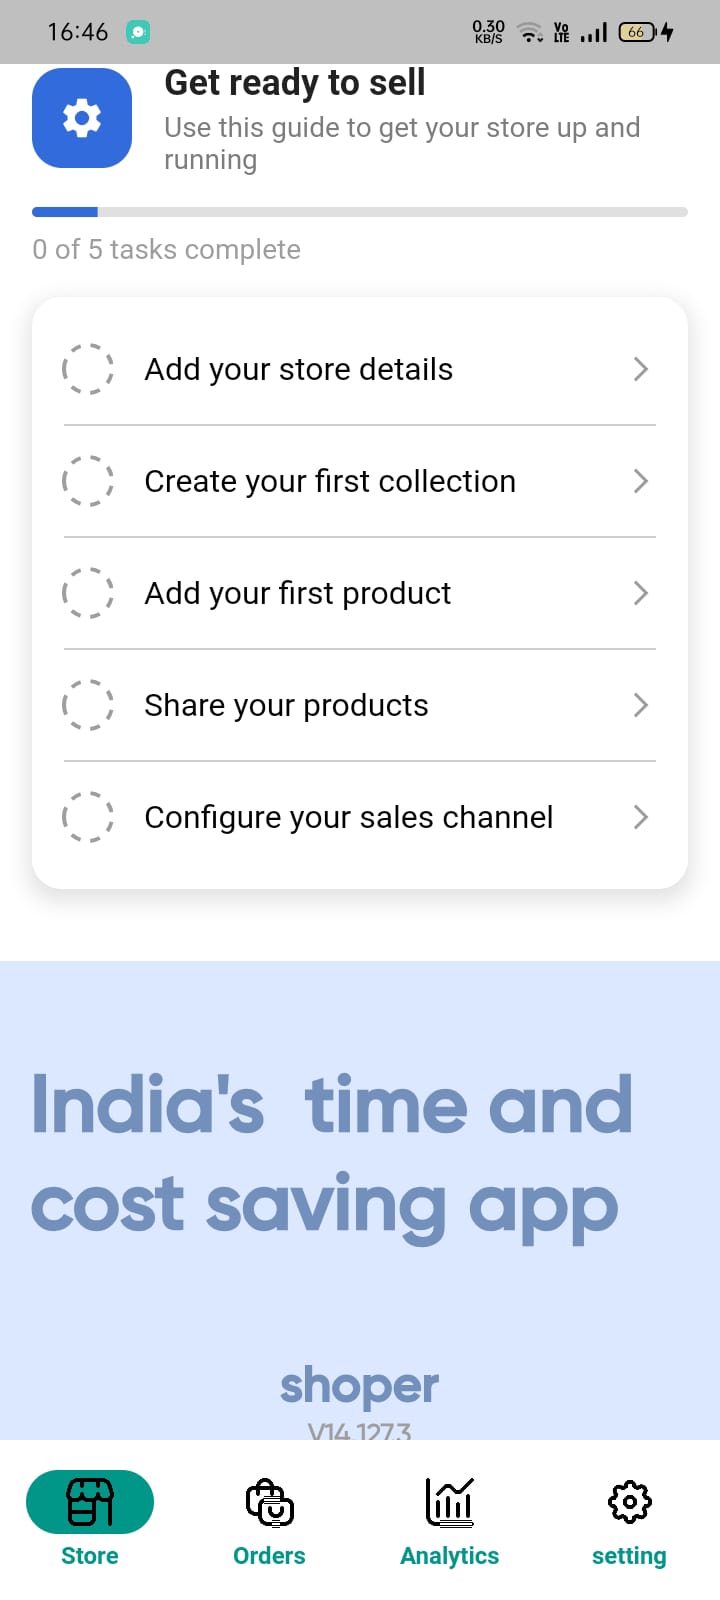 16:46
0.30
KB/S
Vo
LTE
66
Get ready to sell
Use this guide to get your store up and
running
0 of 5 tasks complete
Add your store details
Create your first collection
Add your first product
Share your products
Configure your sales channel
India's time and
cost saving app
shoper
V14.127.3
Store
Orders
Analytics
setting